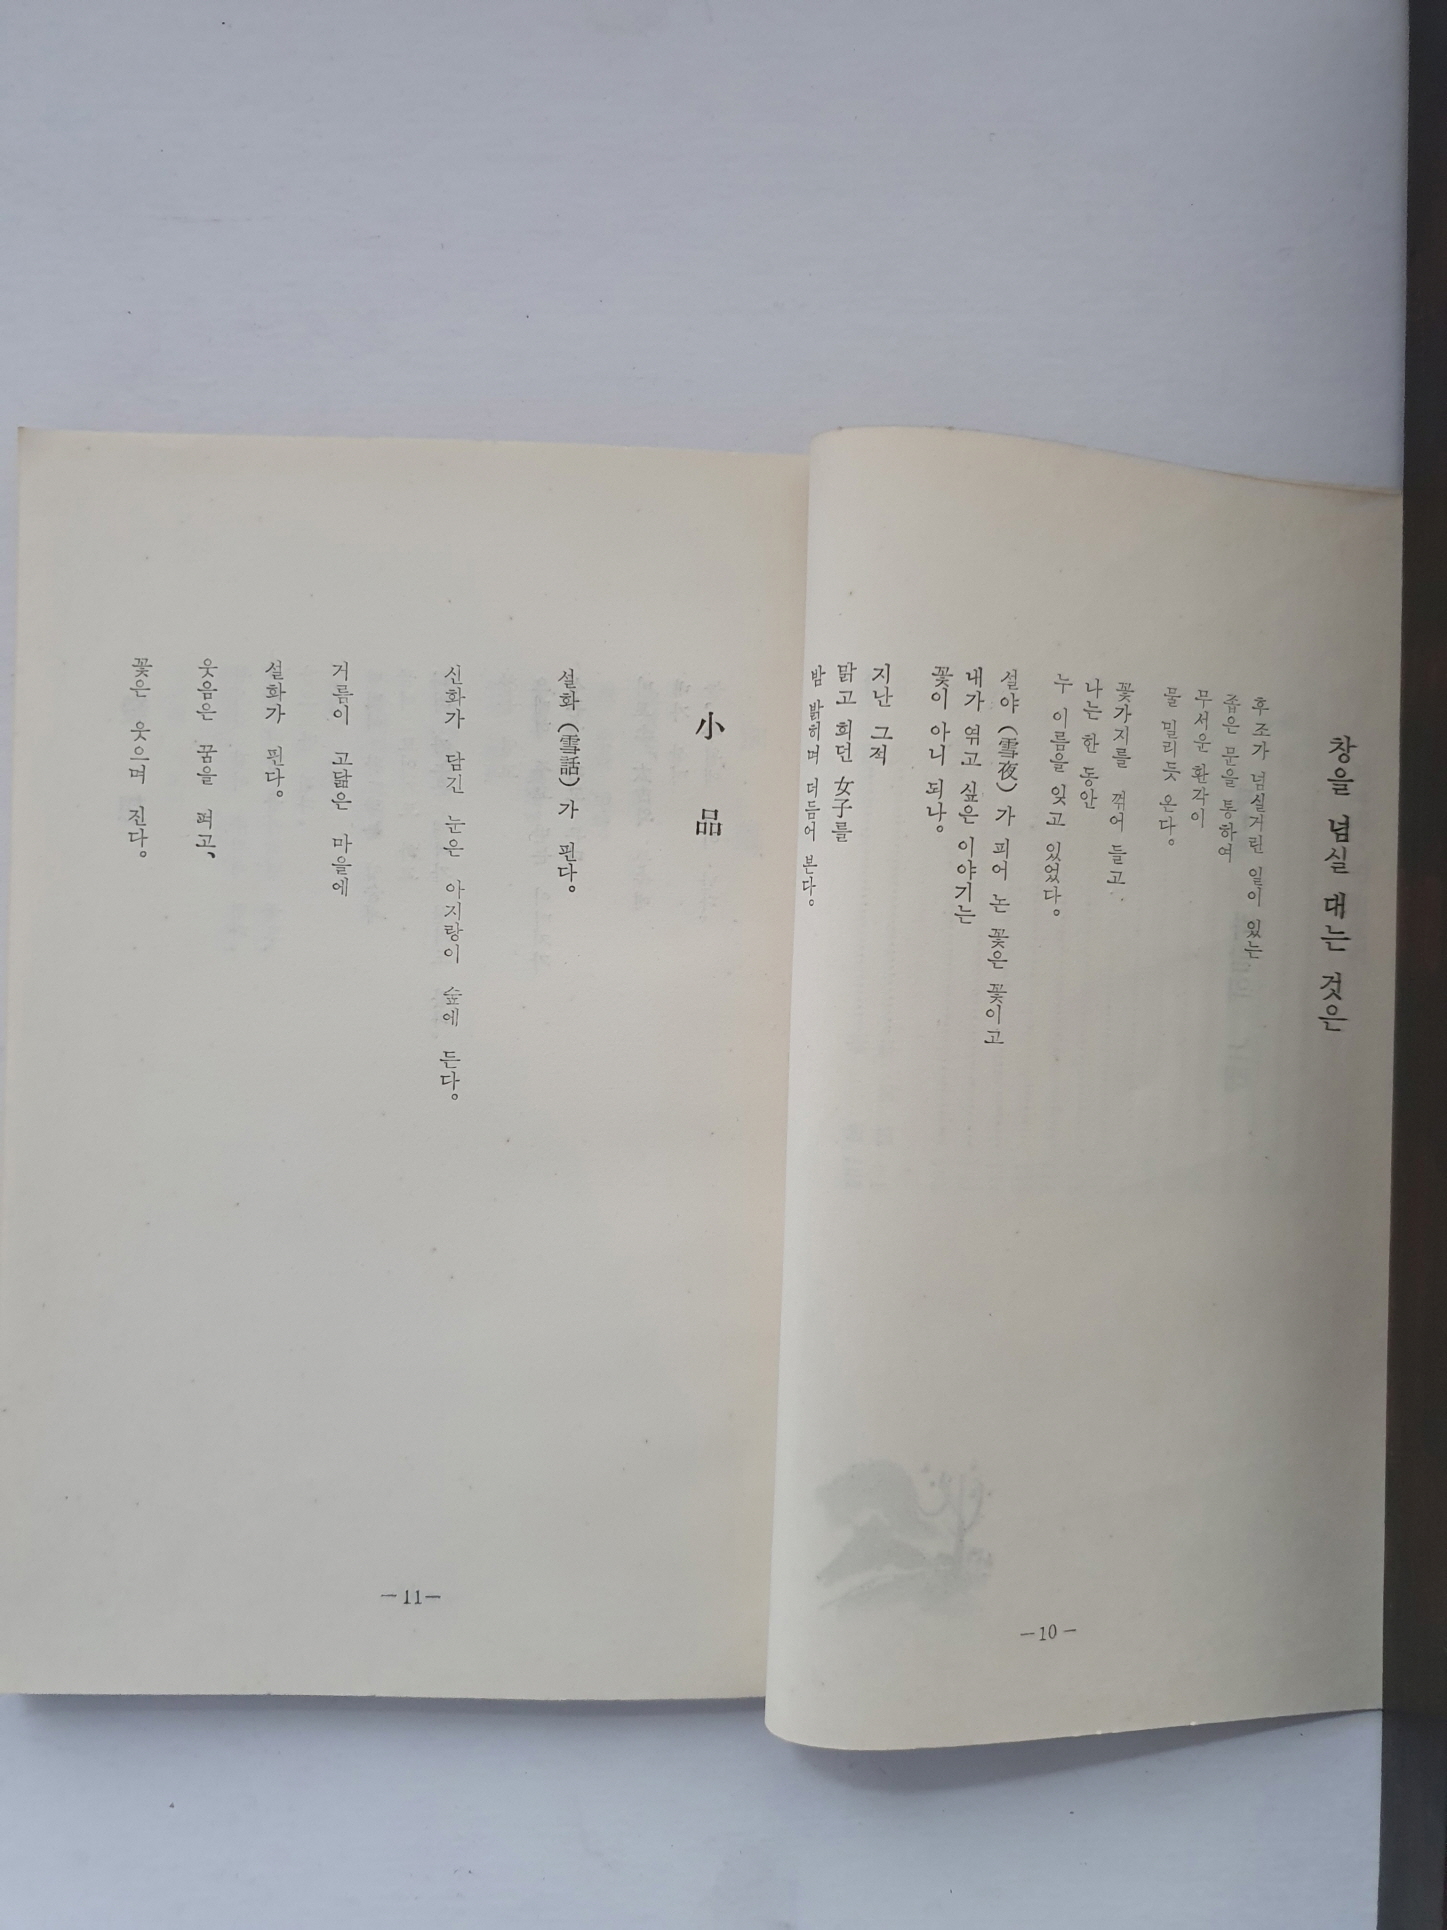 창을 넘실 대는 것은
후조가 넘실거린 일이 있는
좁은 문을 통하여
무서운 환각이
물 밀리듯 온다。
꽃가지를 꺾어 들고
나는 한 동안
누 이름을 잊고 있었다。
설야(雪夜)가 피어 논 꽃은 꽃이고
내가 엮고 싶은 이야기는
꽃이 아니 되나。
지난 그적
맑고 희던 女子를
밤 밝히며 더듬어 본다。
—10—
小品
설화(雪話)가 핀다。
신화가 담긴 눈은 아지랑이 숲에 든다。
거름이 고닯은 마을에
설화가 핀다。
웃음은 꿈을 펴고、
꽃은 웃으며 진다。
—11—